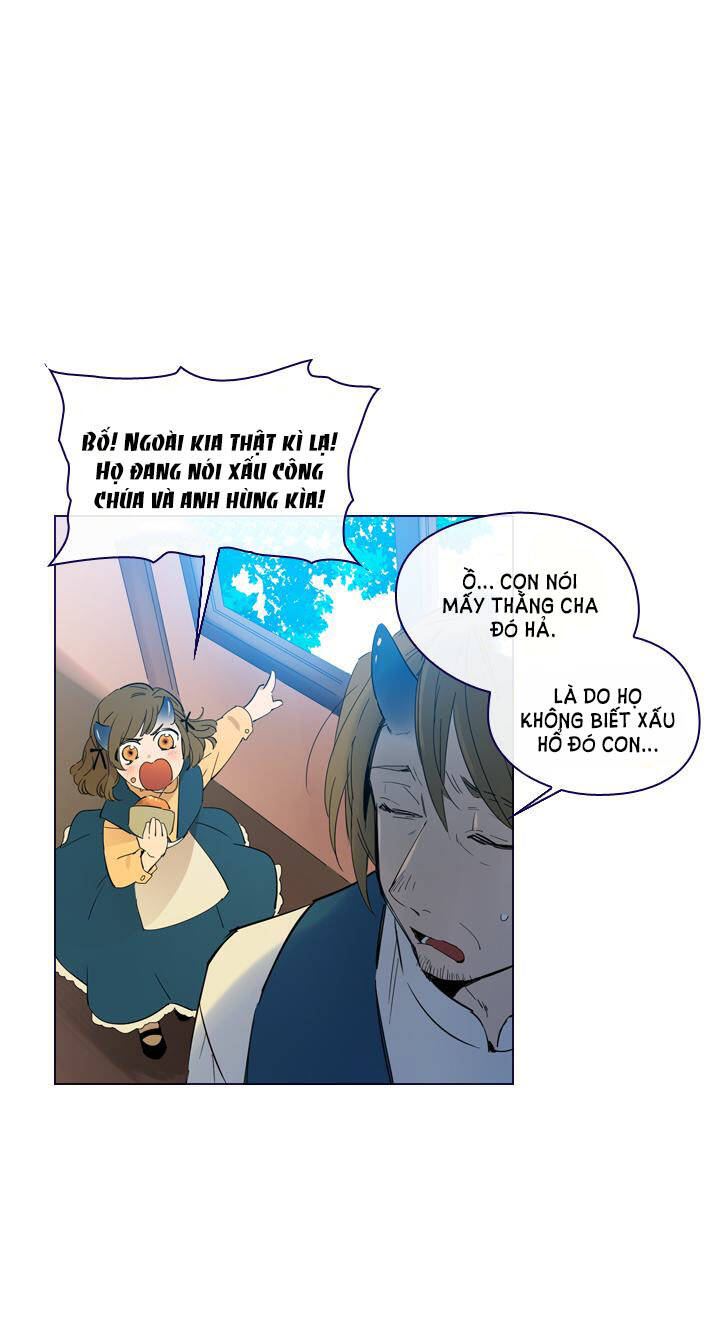 BỐ! NGOÀI KIA THẬT KÌ LẠ!
HỌ ĐANG NÓI XẤU CÔNG
CHÚA VÀ ANH HÙNG KÌA!
Ồ... CON NÓI
MẤY THẰNG CHA
ĐÓ HẢ.
LÀ DO HỌ
KHÔNG BIẾT XẤU
HỔ ĐÓ CON...